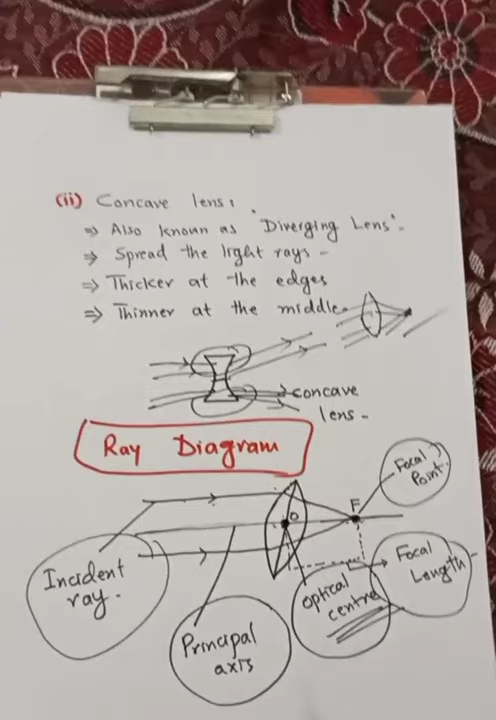 (ii) Concave lens:
⇒ Also known as "Diverging Lens".
⇒ Spread the light rays -
⇒ Thicker at the edges
⇒ Thinner at the middle.
concave
lens -
Ray Diagram
Focal
Point.
F
O
Incident
ray.
Principal
axis
Optical
centre
Focal
Length -